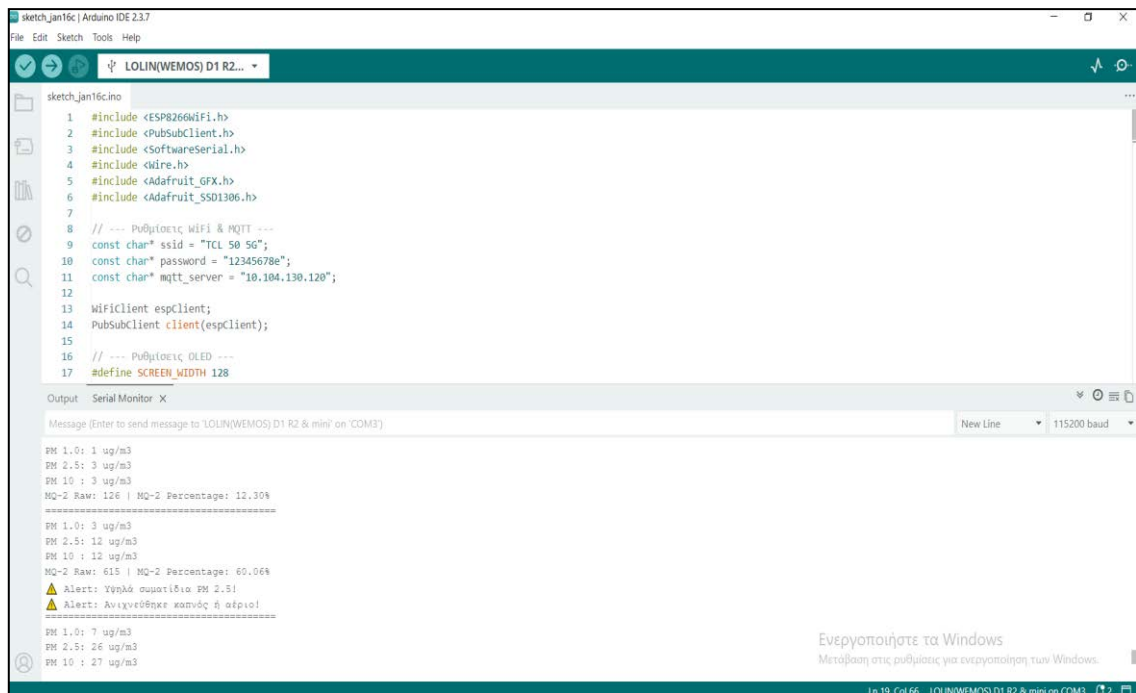 sketch_jan16c | Arduino IDE 2.3.7
File Edit Sketch Tools Help
LOLIN(WEMOS) D1 R2...
sketch_jan16c.ino
1 #include <ESP8266WiFi.h>
2 #include <PubSubClient.h>
3 #include <SoftwareSerial.h>
4 #include <Wire.h>
5 #include <Adafruit_GFX.h>
6 #include <Adafruit_SSD1306.h>
7
8 // --- Ρυθμίσεις WiFi & MQTT ---
9 const char* ssid = "TCL 50 5G";
10 const char* password = "12345678e";
11 const char* mqtt_server = "10.104.130.120";
12
13 WiFiClient espClient;
14 PubSubClient client(espClient);
15
16 // --- Ρυθμίσεις OLED ---
17 #define SCREEN_WIDTH 128
Output Serial Monitor X
Message (Enter to send message to 'LOLIN(WEMOS) D1 R2 & mini' on 'COM3') New Line 115200 baud
PM 1.0: 1 ug/m3
PM 2.5: 3 ug/m3
PM 10 : 3 ug/m3
MQ-2 Raw: 126 | MQ-2 Percentage: 12.30%
========================================
PM 1.0: 3 ug/m3
PM 2.5: 12 ug/m3
PM 10 : 12 ug/m3
MQ-2 Raw: 615 | MQ-2 Percentage: 60.06%
⚠ Alert: Υψηλά σωματίδια PM 2.5!
⚠ Alert: Ανιχνεύθηκε καπνός ή αέριο!
========================================
PM 1.0: 7 ug/m3
PM 2.5: 26 ug/m3
PM 10 : 27 ug/m3
Ενεργοποιήστε τα Windows
Μετάβαση στις ρυθμίσεις για ενεργοποίηση των Windows.
Ln 19, Col 66 LOLIN(WEMOS) D1 R2 & mini on COM3 2